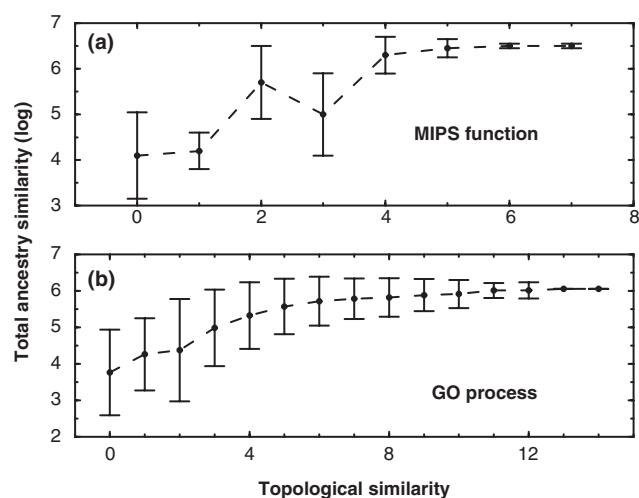 Total ancestry similarity (log)
(a)
7
6
5
4
3
MIPS function
0 2 4 6 8
(b)
7
6
5
4
3
2
GO process
0 4 8 12
Topological similarity